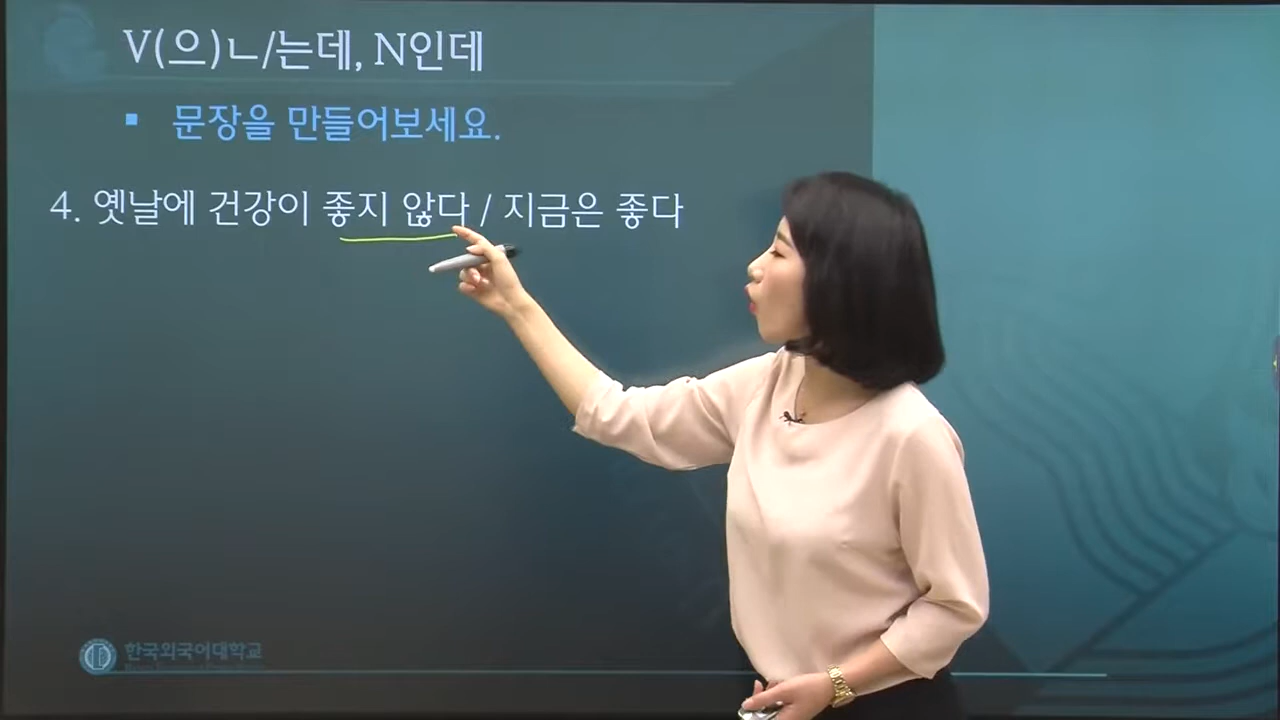 V(으)ㄴ/는데, N인데
▪ 문장을 만들어보세요.
4. 옛날에 건강이 좋지 않다 / 지금은 좋다
한국외국어대학교